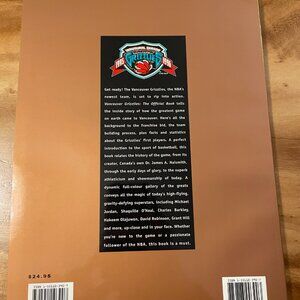 INAUGURAL SEASON
1995
1996
GRIZZLIES
Get ready! The Vancouver Grizzlies, the NBA's
newest team, is set to rip into action.
Vancouver Grizzlies: The Official Book tells
the inside story of how the greatest game
on earth came to Vancouver. Here's all the
background to the franchise bid, the team
building process, plus facts and statistics
about the Grizzlies' first players. A perfect
introduction to the sport of basketball, this
book relates the history of the game, from its
creator, Canada's own Dr. James A. Naismith,
through the early days of glory, to the superb
athleticism and showmanship of today. A
dynamic full-colour gallery of the greats
conveys all the magic of today's high-flying,
gravity-defying superstars, including Michael
Jordan, Shaquille O'Neal, Charles Barkley,
Hakeem Olajuwon, David Robinson, Grant Hill
and more, up-close and in your face. Whether
you're new to the game or a passionate
follower of the NBA, this book is a must.
$24.95